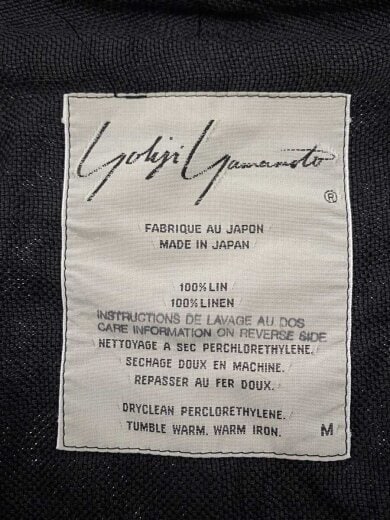 Yohji Yamamoto
®
FABRIQUE AU JAPON
MADE IN JAPAN
100% LIN
100% LINEN
INSTRUCTIONS DE LAVAGE AU DOS
CARE INFORMATION ON REVERSE SIDE
NETTOYAGE A SEC PERCHLORETHYLENE.
SECHAGE DOUX EN MACHINE.
REPASSER AU FER DOUX.
DRYCLEAN PERCLORETHYLENE.
TUMBLE WARM. WARM IRON. M